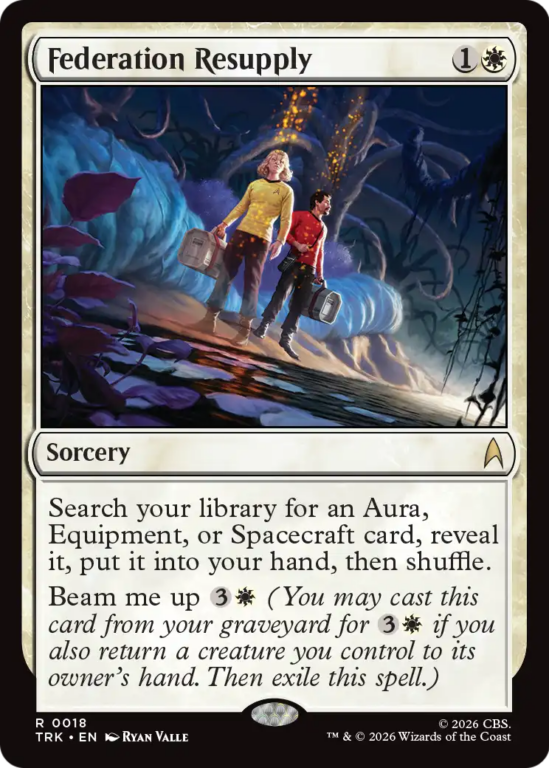 Federation Resupply 1
Sorcery
Search your library for an Aura,
Equipment, or Spacecraft card, reveal
it, put it into your hand, then shuffle.
Beam me up 3 (You may cast this
card from your graveyard for 3 if you
also return a creature you control to its
owner's hand. Then exile this spell.)
R 0018
TRK • EN RYAN VALLE
© 2026 CBS.
™ & © 2026 Wizards of the Coast